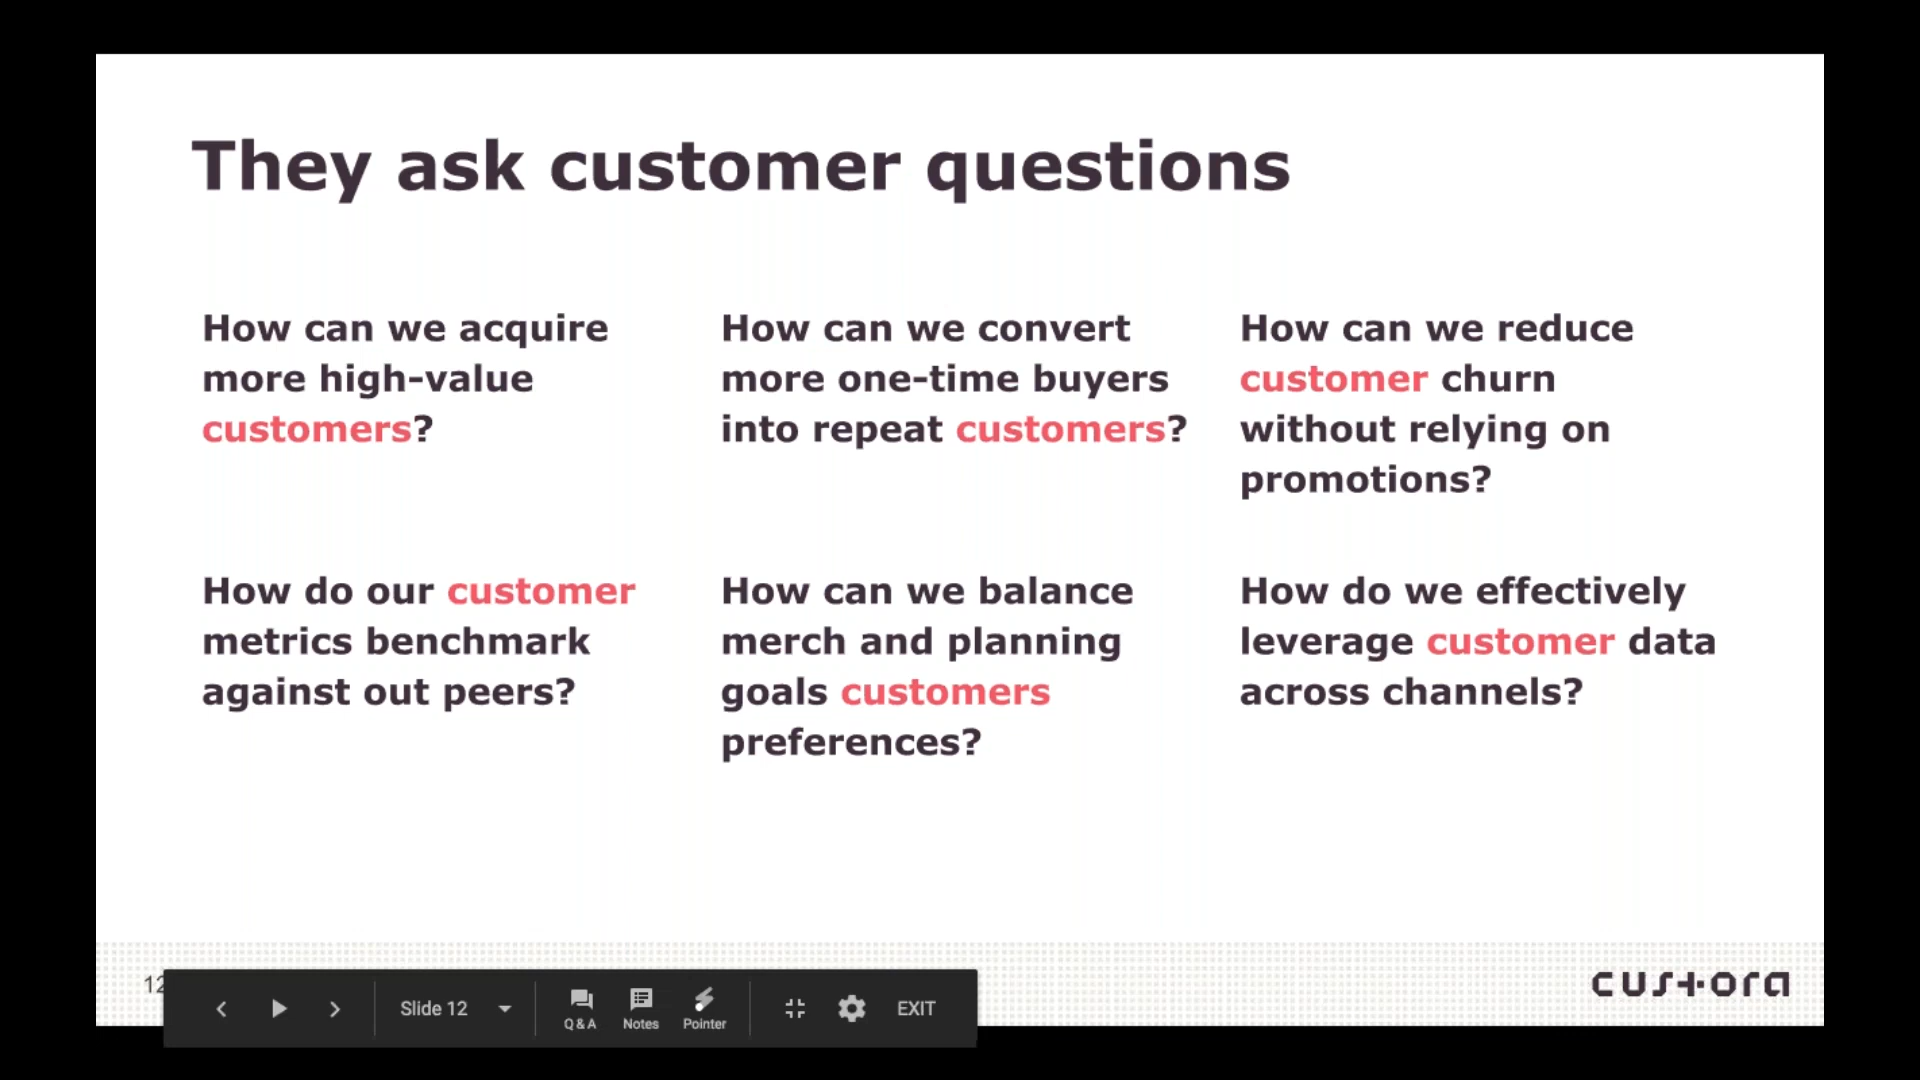 They ask customer questions
How can we acquire
more high-value
customers?
How can we convert
more one-time buyers
into repeat customers?
How can we reduce
customer churn
without relying on
promotions?
How do our customer
metrics benchmark
against out peers?
How can we balance
merch and planning
goals customers
preferences?
How do we effectively
leverage customer data
across channels?
12
Slide 12
Q & A
Notes
Pointer
EXIT
custora